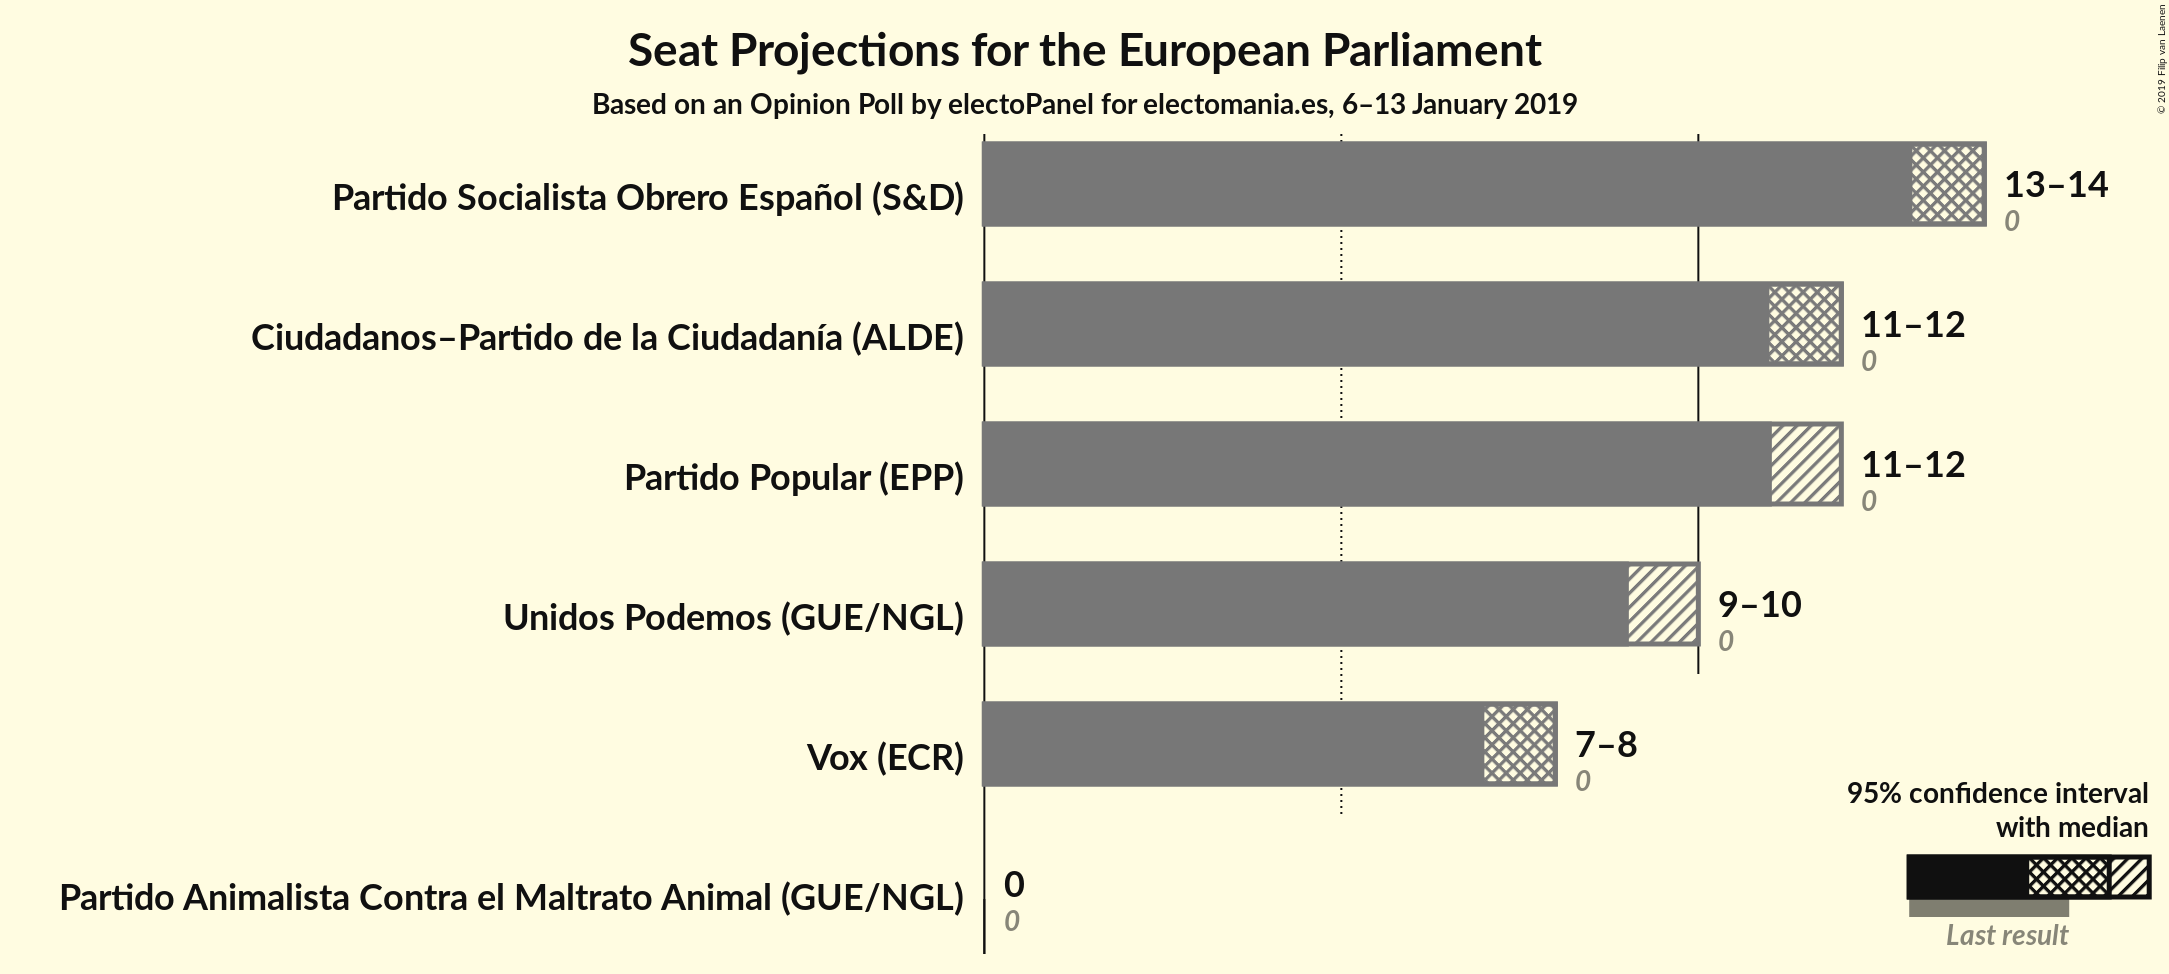 Seat Projections for the European Parliament
Based on an Opinion Poll by electoPanel for electomania.es, 6–13 January 2019
© 2019 Filip van Laenen
Partido Socialista Obrero Español (S&D)
13–14
0
Ciudadanos–Partido de la Ciudadanía (ALDE)
11–12
0
Partido Popular (EPP)
11–12
0
Unidos Podemos (GUE/NGL)
9–10
0
Vox (ECR)
7–8
0
Partido Animalista Contra el Maltrato Animal (GUE/NGL)
0
0
95% confidence interval
with median
Last result